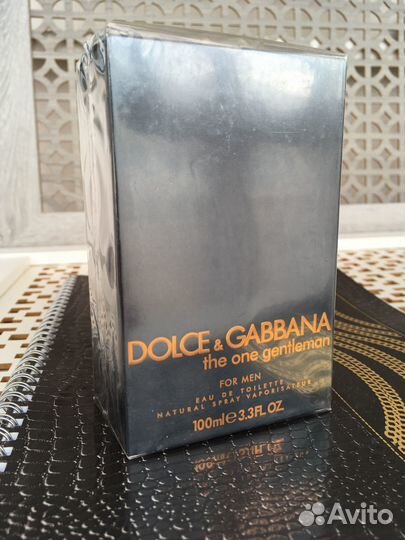 DOLCE & GABBANA
the one gentleman
FOR MEN
EAU DE TOILETTE
NATURAL SPRAY VAPORISATEUR
100ml e 3.3FL OZ.
Avito